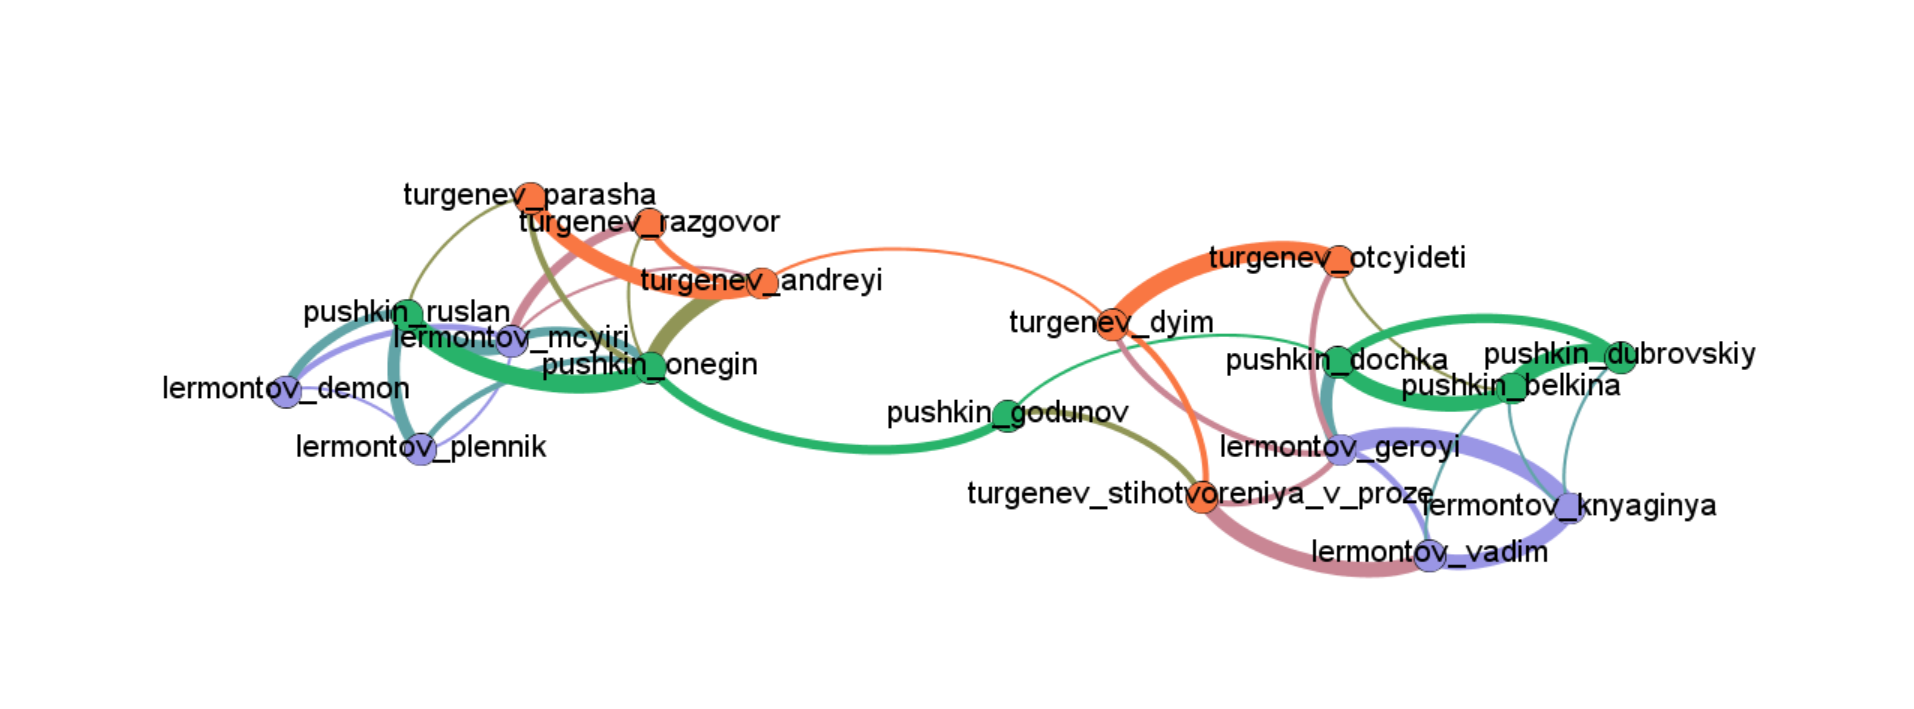 turgenev_parasha
turgenev_razgovor
turgenev_andreyi
pushkin_ruslan
lermontov_mcyiri
pushkin_onegin
lermontov_demon
lermontov_plennik
turgenev_otcyideti
turgenev_dyim
pushkin_dochka
pushkin_dubrovskiy
pushkin_belkina
pushkin_godunov
lermontov_geroyi
turgenev_stihotvoreniya_v_proze
lermontov_knyaginya
lermontov_vadim